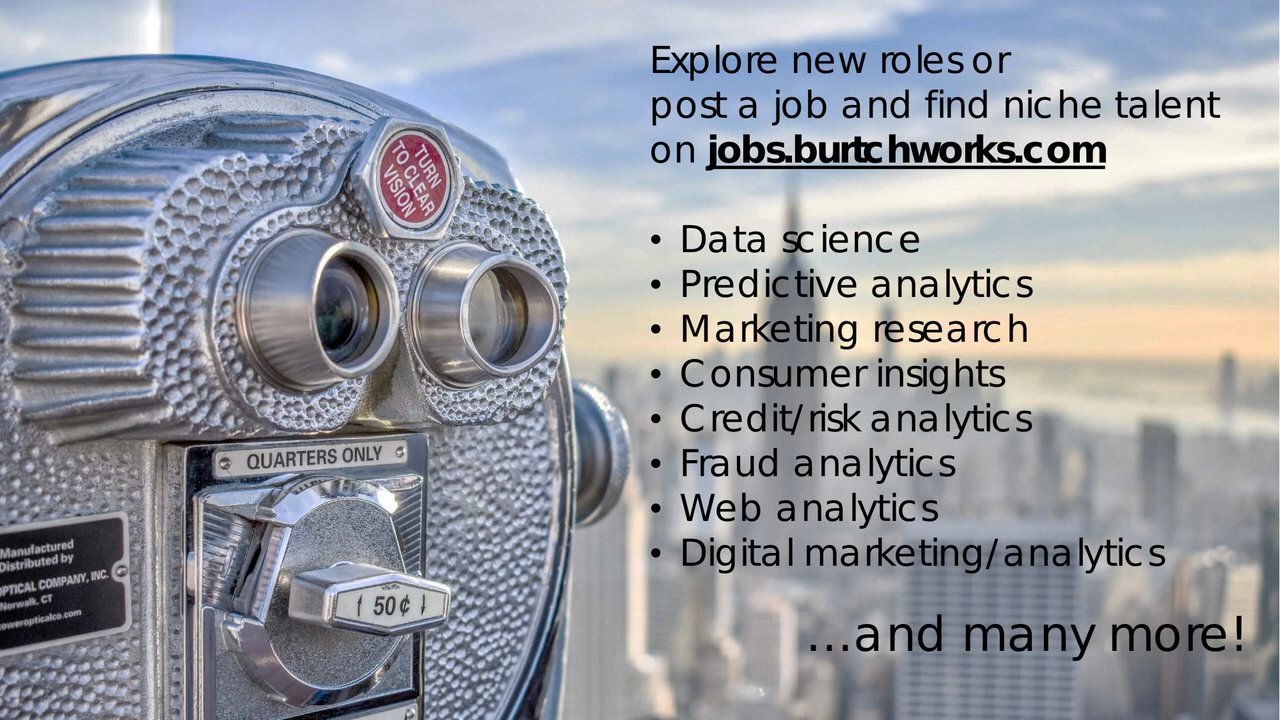 Explore new roles or
post a job and find niche talent
on jobs.burtchworks.com
• Data science
• Predictive analytics
• Marketing research
• Consumer insights
• Credit/risk analytics
• Fraud analytics
• Web analytics
• Digital marketing/analytics
...and many more!
TURN
TO CLEAR
VISION
QUARTERS ONLY
50¢
Manufactured
Distributed by
OPTICAL COMPANY, INC.
Norwalk, CT
oweropticalco.com